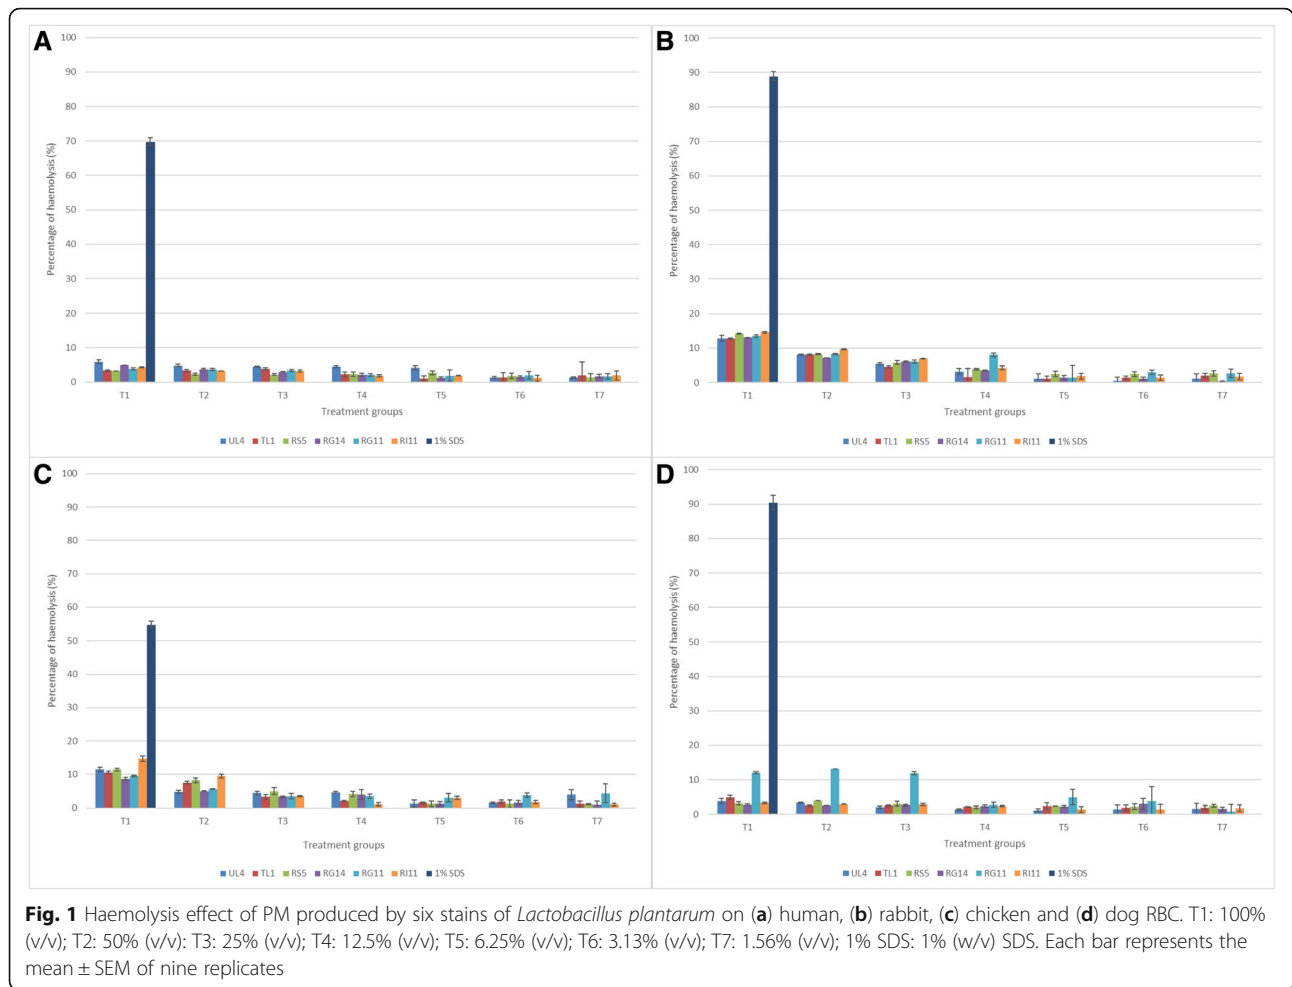 A
100
90
80
70
60
50
40
30
20
10
0
Percentage of haemolysis (%)
T1 T2 T3 T4 T5 T6 T7
Treatment groups
UL4 TL1 RS5 RG14 RG11 RI11 1% SDS
B
100
90
80
70
60
50
40
30
20
10
0
Percentage of haemolysis (%)
T1 T2 T3 T4 T5 T6 T7
Treatment groups
UL4 TL1 RS5 RG14 RG11 RI11 1% SDS
C
100
90
80
70
60
50
40
30
20
10
0
Percentage of haemolysis (%)
T1 T2 T3 T4 T5 T6 T7
Treatment groups
UL4 TL1 RS5 RG14 RG11 RI11 1% SDS
D
100
90
80
70
60
50
40
30
20
10
0
Percentage of haemolysis (%)
T1 T2 T3 T4 T5 T6 T7
Treatment groups
UL4 TL1 RS5 RG14 RG11 RI11 1% SDS
Fig. 1 Haemolysis effect of PM produced by six stains of Lactobacillus plantarum on (a) human, (b) rabbit, (c) chicken and (d) dog RBC. T1: 100%
(v/v); T2: 50% (v/v): T3: 25% (v/v); T4: 12.5% (v/v); T5: 6.25% (v/v); T6: 3.13% (v/v); T7: 1.56% (v/v); 1% SDS: 1% (w/v) SDS. Each bar represents the
mean ± SEM of nine replicates